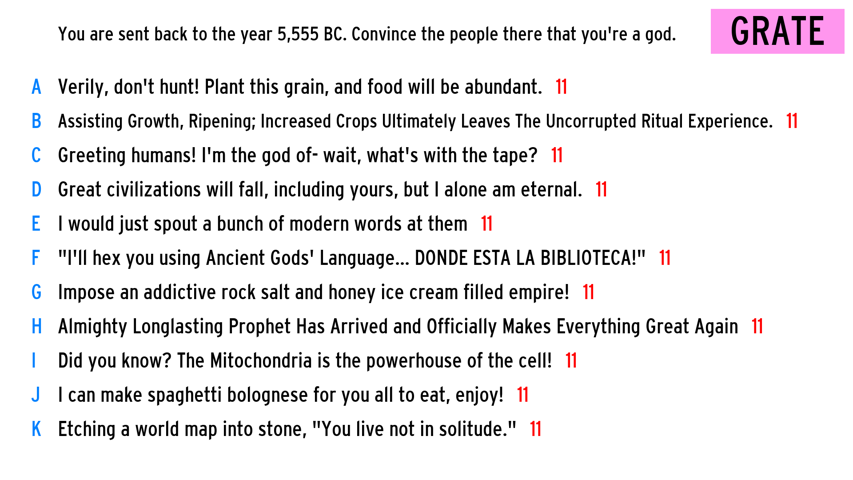 You are sent back to the year 5,555 BC. Convince the people there that you're a god.
GRATE
A Verily, don't hunt! Plant this grain, and food will be abundant. 11
B Assisting Growth, Ripening; Increased Crops Ultimately Leaves The Uncorrupted Ritual Experience. 11
C Greeting humans! I'm the god of- wait, what's with the tape? 11
D Great civilizations will fall, including yours, but I alone am eternal. 11
E I would just spout a bunch of modern words at them 11
F "I'll hex you using Ancient Gods' Language... DONDE ESTA LA BIBLIOTECA!" 11
G Impose an addictive rock salt and honey ice cream filled empire! 11
H Almighty Longlasting Prophet Has Arrived and Officially Makes Everything Great Again 11
I Did you know? The Mitochondria is the powerhouse of the cell! 11
J I can make spaghetti bolognese for you all to eat, enjoy! 11
K Etching a world map into stone, "You live not in solitude." 11